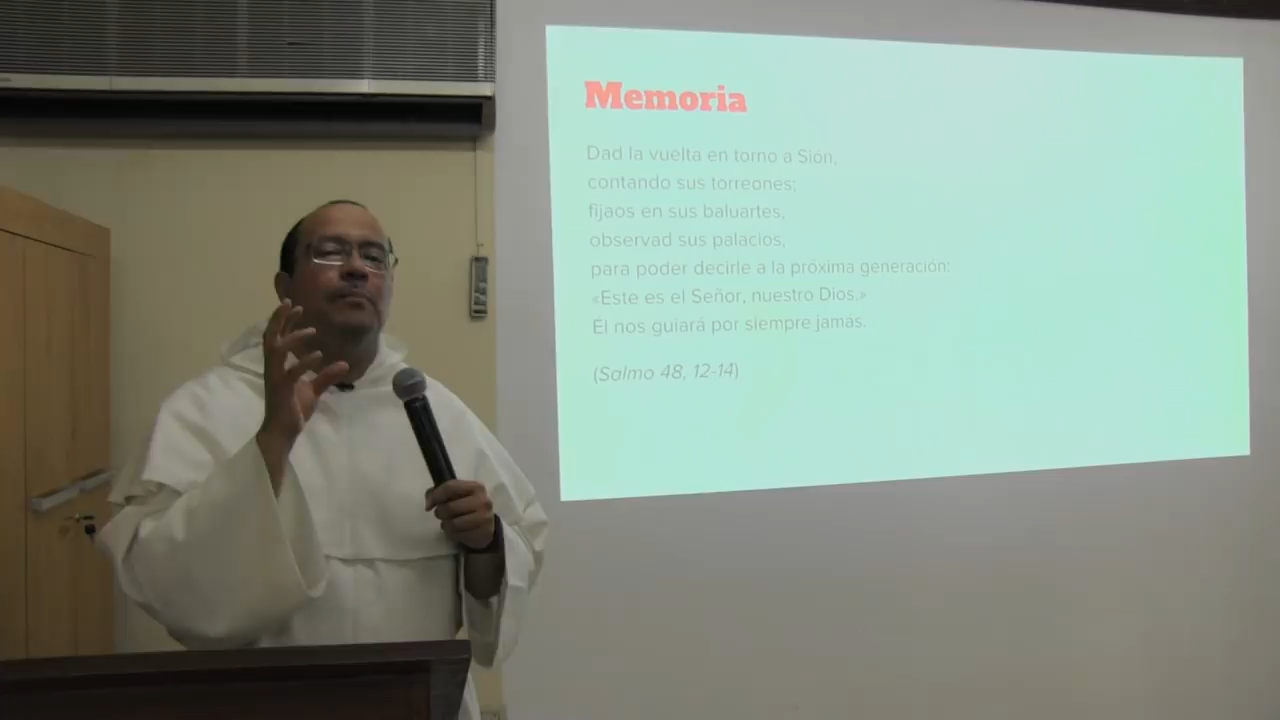 Memoria
Dad la vuelta en torno a Sión,
contando sus torreones;
fijaos en sus baluartes,
observad sus palacios,
para poder decirle a la próxima generación:
«Este es el Señor, nuestro Dios.»
Él nos guiará por siempre jamás.
(Salmo 48, 12-14)